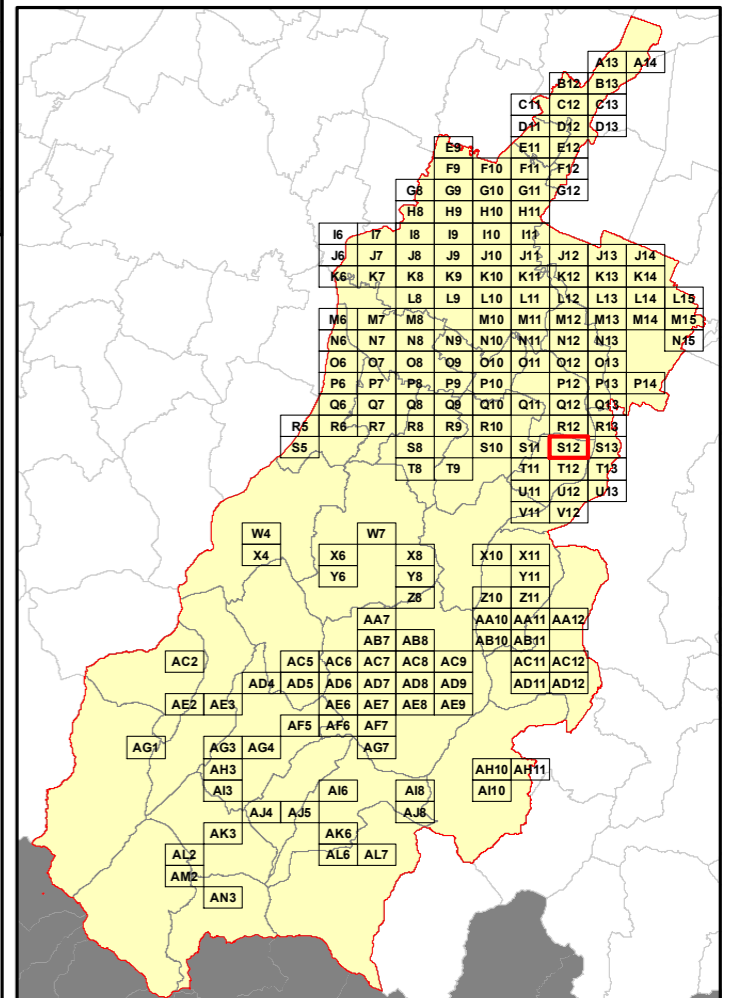 A13 A14
B12 B13
C11 C12 C13
D11 D12 D13
E9 E11 E12
F9 F10 F11 F12
G8 G9 G10 G11 G12
H8 H9 H10 H11
I6 I7 I8 I9 I10 I11
J6 J7 J8 J9 J10 J11 J12 J13 J14
K6 K7 K8 K9 K10 K11 K12 K13 K14
L8 L9 L10 L11 L12 L13 L14 L15
M6 M7 M8 M10 M11 M12 M13 M14 M15
N6 N7 N8 N9 N10 N11 N12 N13 N15
O6 O7 O8 O9 O10 O11 O12 O13
P6 P7 P8 P9 P10 P12 P13 P14
Q6 Q7 Q8 Q9 Q10 Q11 Q12 Q13
R5 R6 R7 R8 R9 R10 R12 R13
S5 S8 S10 S11 S12 S13
T8 T9 T11 T12 T13
U11 U12 U13
V11 V12
W4 W7
X4 X6 X8 X10 X11
Y6 Y8 Y11
Z8 Z10 Z11
AA7 AA10 AA11 AA12
AB7 AB8 AB10 AB11
AC2 AC5 AC6 AC7 AC8 AC9 AC11 AC12
AD4 AD5 AD6 AD7 AD8 AD9 AD11 AD12
AE2 AE3 AE6 AE7 AE8 AE9
AF5 AF6 AF7
AG1 AG3 AG4 AG7
AH3 AH10 AH11
AI3 AI6 AI8 AI10
AJ4 AJ5 AJ8
AK3 AK6
AL2 AL6 AL7
AM2
AN3